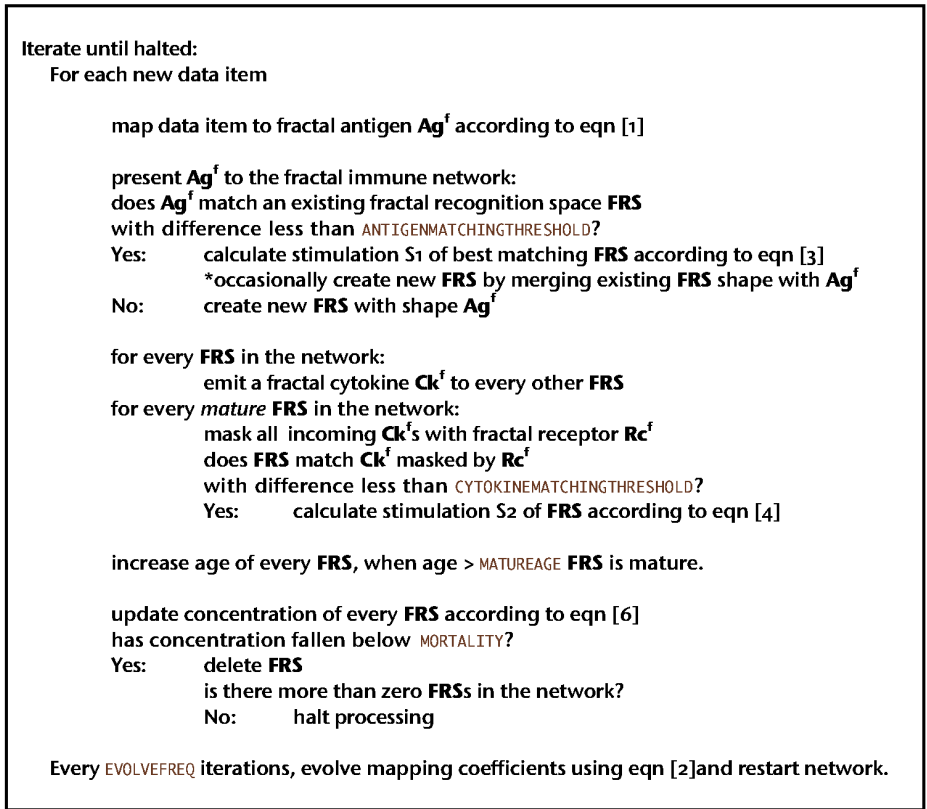 Iterate until halted:
For each new data item
map data item to fractal antigen Ag^f according to eqn [1]
present Ag^f to the fractal immune network:
does Ag^f match an existing fractal recognition space FRS
with difference less than ANTIGENMATCHINGTHRESHOLD?
Yes: calculate stimulation S1 of best matching FRS according to eqn [3]
*occasionally create new FRS by merging existing FRS shape with Ag^f
No: create new FRS with shape Ag^f
for every FRS in the network:
emit a fractal cytokine Ck^f to every other FRS
for every mature FRS in the network:
mask all incoming Ck^f s with fractal receptor Rc^f
does FRS match Ck^f masked by Rc^f
with difference less than CYTOKINEMATCHINGTHRESHOLD?
Yes: calculate stimulation S2 of FRS according to eqn [4]
increase age of every FRS, when age > MATUREAGE FRS is mature.
update concentration of every FRS according to eqn [6]
has concentration fallen below MORTALITY?
Yes: delete FRS
is there more than zero FRSs in the network?
No: halt processing
Every EVOLVEFREQ iterations, evolve mapping coefficients using eqn [2]and restart network.